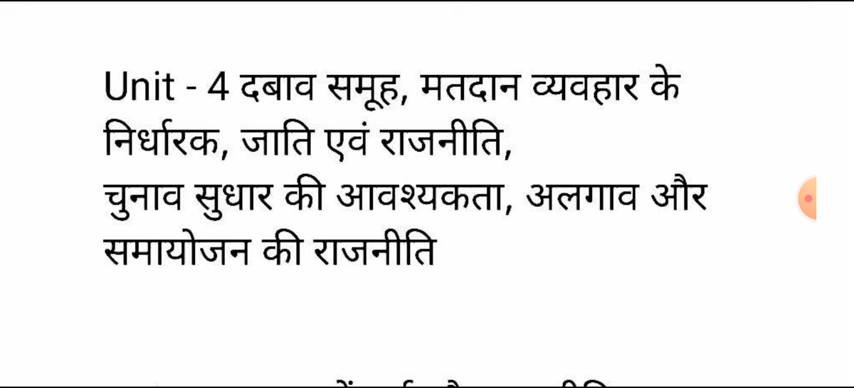 Unit - 4 दबाव समूह, मतदान व्यवहार के
निर्धारक, जाति एवं राजनीति,
चुनाव सुधार की आवश्यकता, अलगाव और
समायोजन की राजनीति